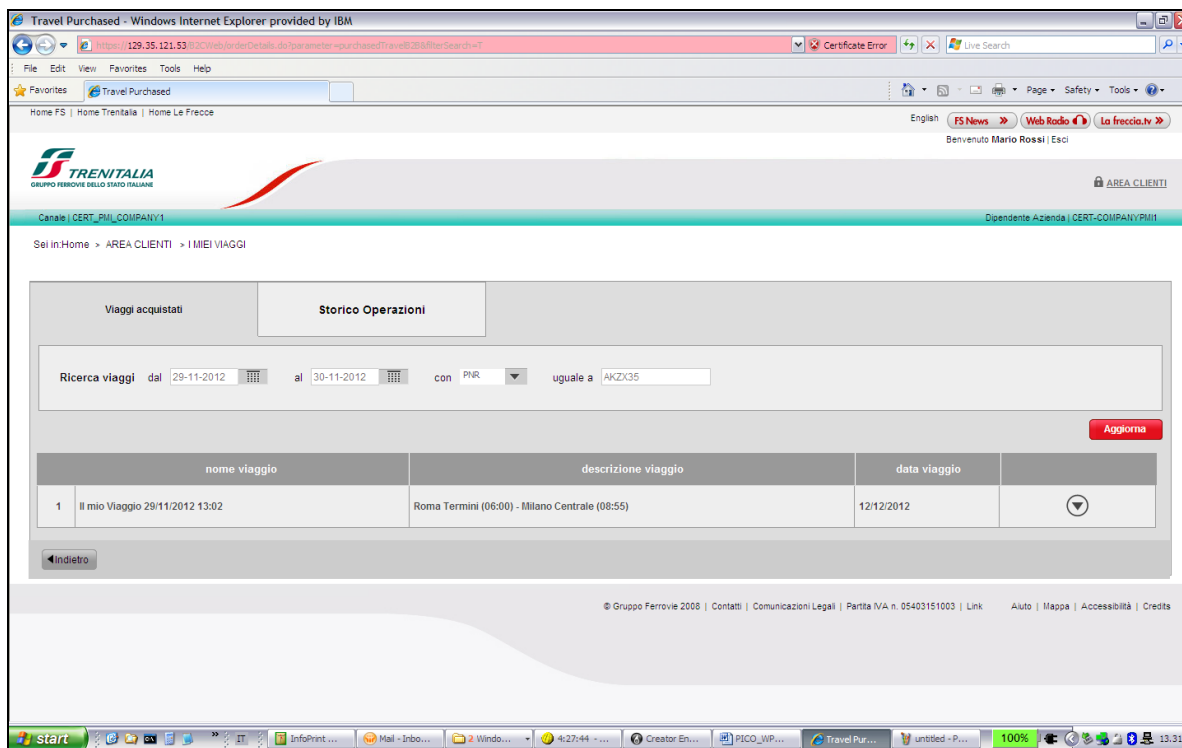 Travel Purchased - Windows Internet Explorer provided by IBM
https://129.35.121.53/B2CWeb/orderDetails.do?parameter=purchasedTravelB2B&filterSearch=T
Certificate Error
Live Search
File Edit View Favorites Tools Help
Favorites
Travel Purchased
Page Safety Tools
Home FS | Home Trenitalia | Home Le Frecce
English
FS News
Web Radio
La freccia.tv
Benvenuto Mario Rossi | Esci
TRENITALIA
GRUPPO FERROVIE DELLO STATO ITALIANE
AREA CLIENTI
Canale | CERT_PMI_COMPANY1
Dipendente Azienda | CERT-COMPANYPMI1
Sei in:Home > AREA CLIENTI > I MIEI VIAGGI
Viaggi acquistati
Storico Operazioni
Ricerca viaggi dal 29-11-2012 al 30-11-2012 con PNR uguale a AKZX35
Aggiorna
nome viaggio descrizione viaggio data viaggio
1 Il mio Viaggio 29/11/2012 13:02 Roma Termini (06:00) - Milano Centrale (08:55) 12/12/2012
Indietro
© Gruppo Ferrovie 2008 | Contatti | Comunicazioni Legali | Partita IVA n. 05403151003 | Link Aiuto | Mappa | Accessibilità | Credits
start
IT
InfoPrint ...
Mail - Inbo...
2 Windo...
4:27:44 - ...
Creator En...
PICO_WP...
Travel Pur...
untitled - P...
100%
13.31